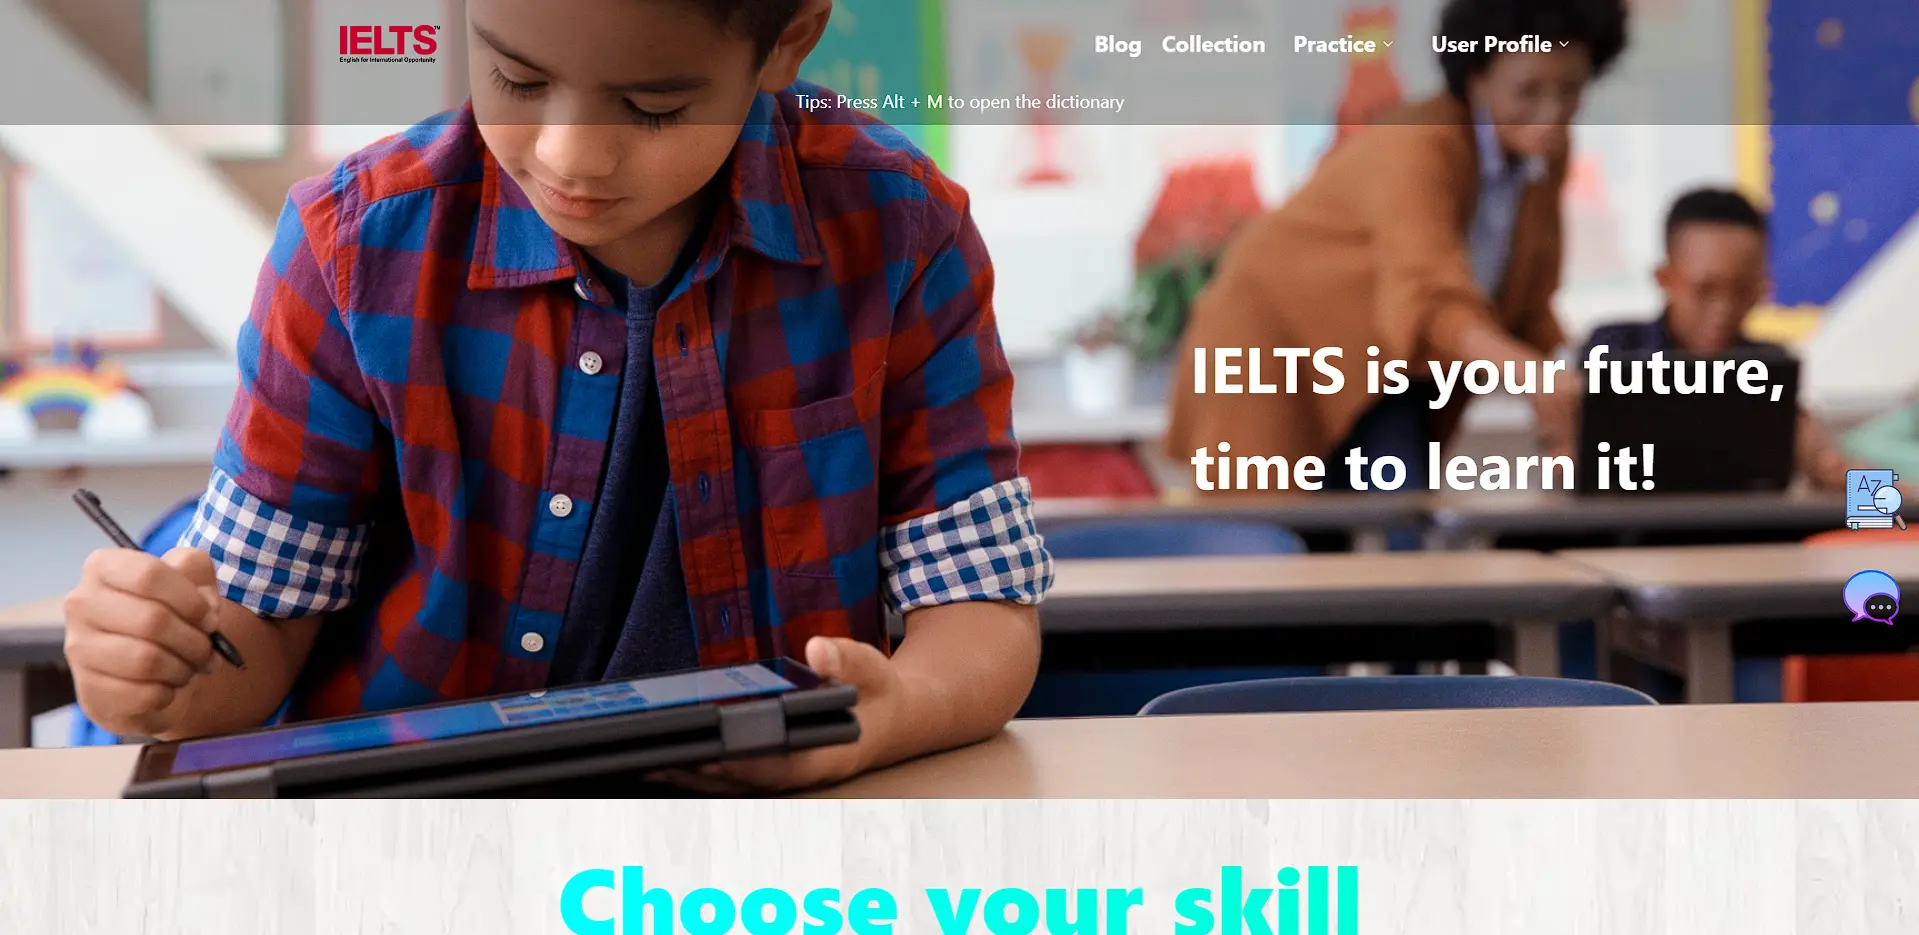 IELTS™
English for International Opportunity
Blog Collection Practice User Profile
Tips: Press Alt + M to open the dictionary
IELTS is your future,
time to learn it!
AZ
Choose your skill